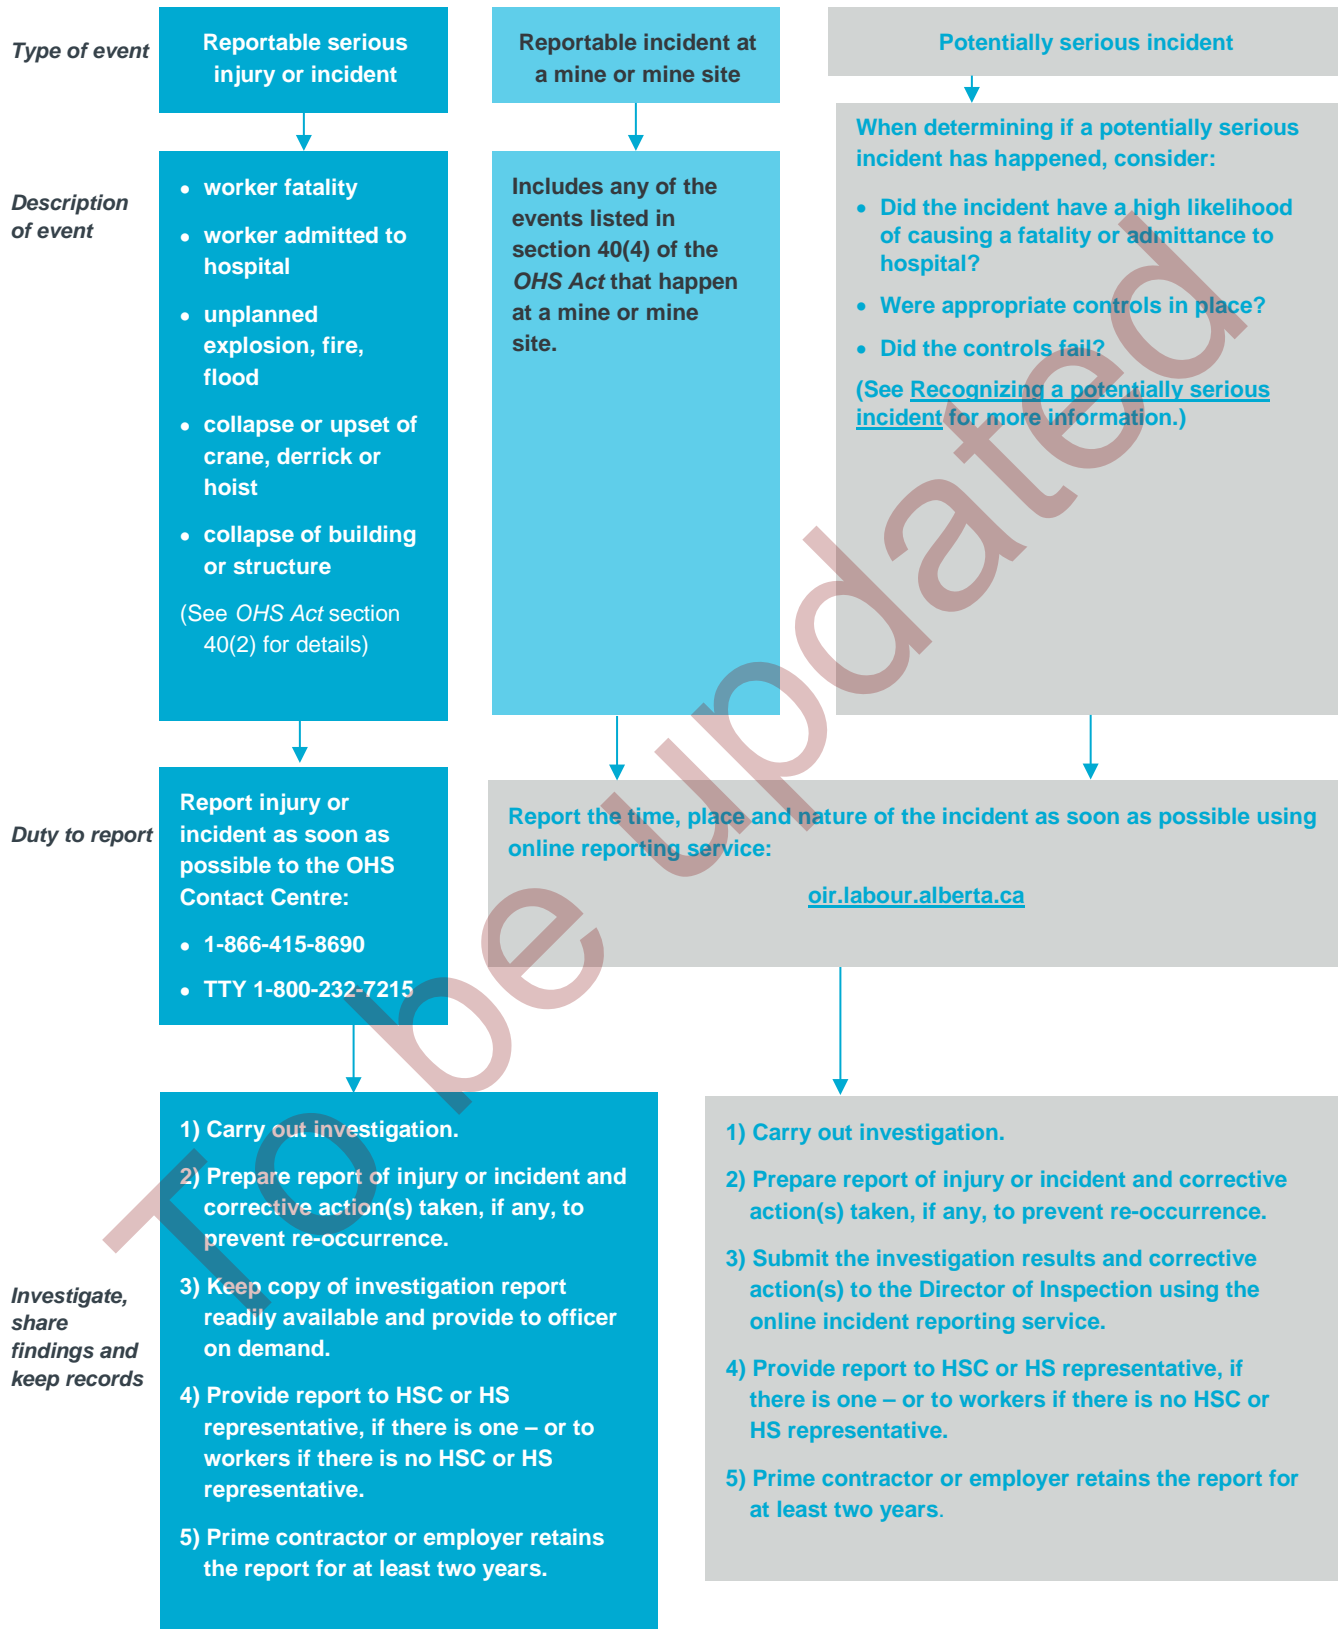 Type of event
Reportable serious
injury or incident
Reportable incident at
a mine or mine site
Potentially serious incident
Description
of event
• worker fatality
• worker admitted to
hospital
• unplanned
explosion, fire,
flood
• collapse or upset of
crane, derrick or
hoist
• collapse of building
or structure
(See OHS Act section
40(2) for details)
Includes any of the
events listed in
section 40(4) of the
OHS Act that happen
at a mine or mine
site.
When determining if a potentially serious
incident has happened, consider:
• Did the incident have a high likelihood
of causing a fatality or admittance to
hospital?
• Were appropriate controls in place?
• Did the controls fail?
(See Recognizing a potentially serious
incident for more information.)
Duty to report
Report injury or
incident as soon as
possible to the OHS
Contact Centre:
• 1-866-415-8690
• TTY 1-800-232-7215
Report the time, place and nature of the incident as soon as possible using
online reporting service:
oir.labour.alberta.ca
Investigate,
share
findings and
keep records
1) Carry out investigation.
2) Prepare report of injury or incident and
corrective action(s) taken, if any, to
prevent re-occurrence.
3) Keep copy of investigation report
readily available and provide to officer
on demand.
4) Provide report to HSC or HS
representative, if there is one – or to
workers if there is no HSC or HS
representative.
5) Prime contractor or employer retains
the report for at least two years.
1) Carry out investigation.
2) Prepare report of injury or incident and corrective
action(s) taken, if any, to prevent re-occurrence.
3) Submit the investigation results and corrective
action(s) to the Director of Inspection using the
online incident reporting service.
4) Provide report to HSC or HS representative, if
there is one – or to workers if there is no HSC or
HS representative.
5) Prime contractor or employer retains the report for
at least two years.
To be updated